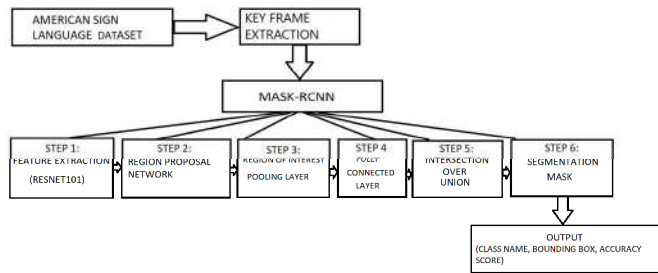 AMERICAN SIGN
LANGUAGE DATASET
KEY FRAME
EXTRACTION
MASK-RCNN
STEP 1:
FEATURE EXTRACTION
(RESNET101)
STEP 2:
REGION PROPOSAL
NETWORK
STEP 3:
REGION OF INTEREST
POOLING LAYER
STEP 4
FULLY
CONNECTED
LAYER
STEP 5:
INTERSECTION
OVER
UNION
STEP 6:
SEGMENTATION
MASK
OUTPUT
(CLASS NAME, BOUNDING BOX, ACCURACY
SCORE)